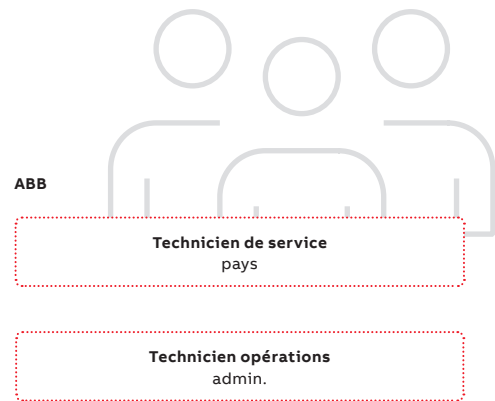 ABB
Technicien de service
pays
Technicien opérations
admin.